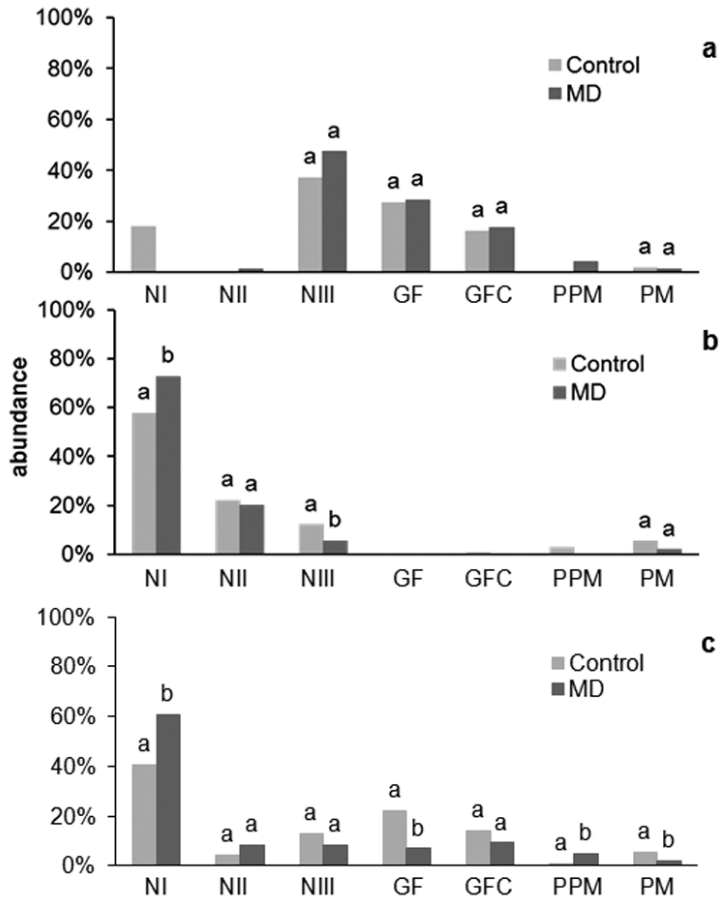 100%
a
80%
Control
MD
60%
a
a
40%
a a
a a
20%
a a
0%
NI NII NIII GF GFC PPM PM
abundance
100%
b
80%
Control
b
MD
a
60%
40%
a a
a
20%
b
a a
0%
NI NII NIII GF GFC PPM PM
100%
c
80%
Control
MD
b
60%
a
40%
a
a a
20%
a a
b
a b
a b
0%
NI NII NIII GF GFC PPM PM